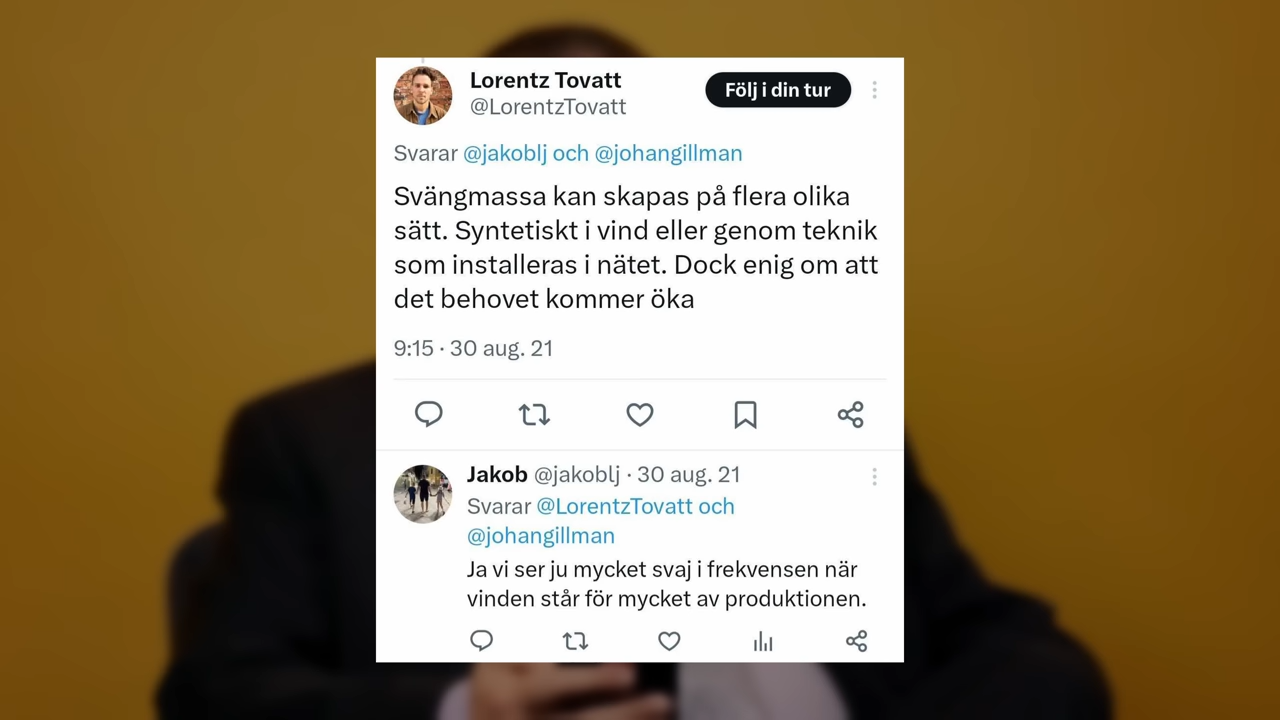 Lorentz Tovatt
@LorentzTovatt
Följ i din tur
Svarar @jakoblj och @johangillman
Svängmassa kan skapas på flera olika
sätt. Syntetiskt i vind eller genom teknik
som installeras i nätet. Dock enig om att
det behovet kommer öka
9:15 · 30 aug. 21
Jakob @jakoblj · 30 aug. 21
Svarar @LorentzTovatt och
@johangillman
Ja vi ser ju mycket svaj i frekvensen när
vinden står för mycket av produktionen.